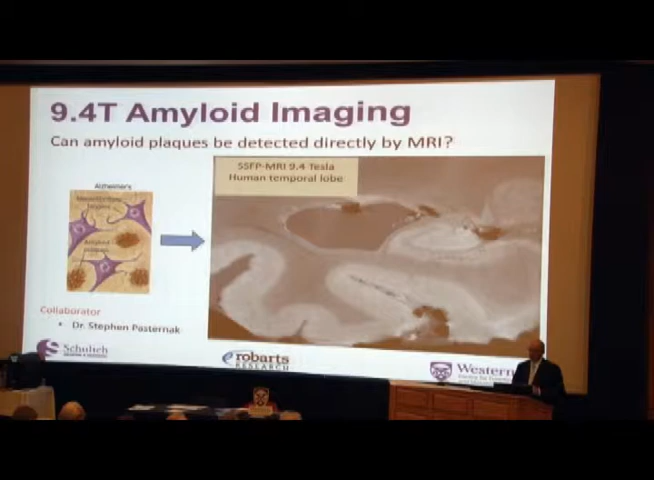 9.4T Amyloid Imaging
Can amyloid plaques be detected directly by MRI?
SSFP-MRI 9.4 Tesla
Human temporal lobe
Alzheimer's
Amyloid
Collaborator
• Dr. Stephen Pasternak
Schulich
robarts
RESEARCH
Western